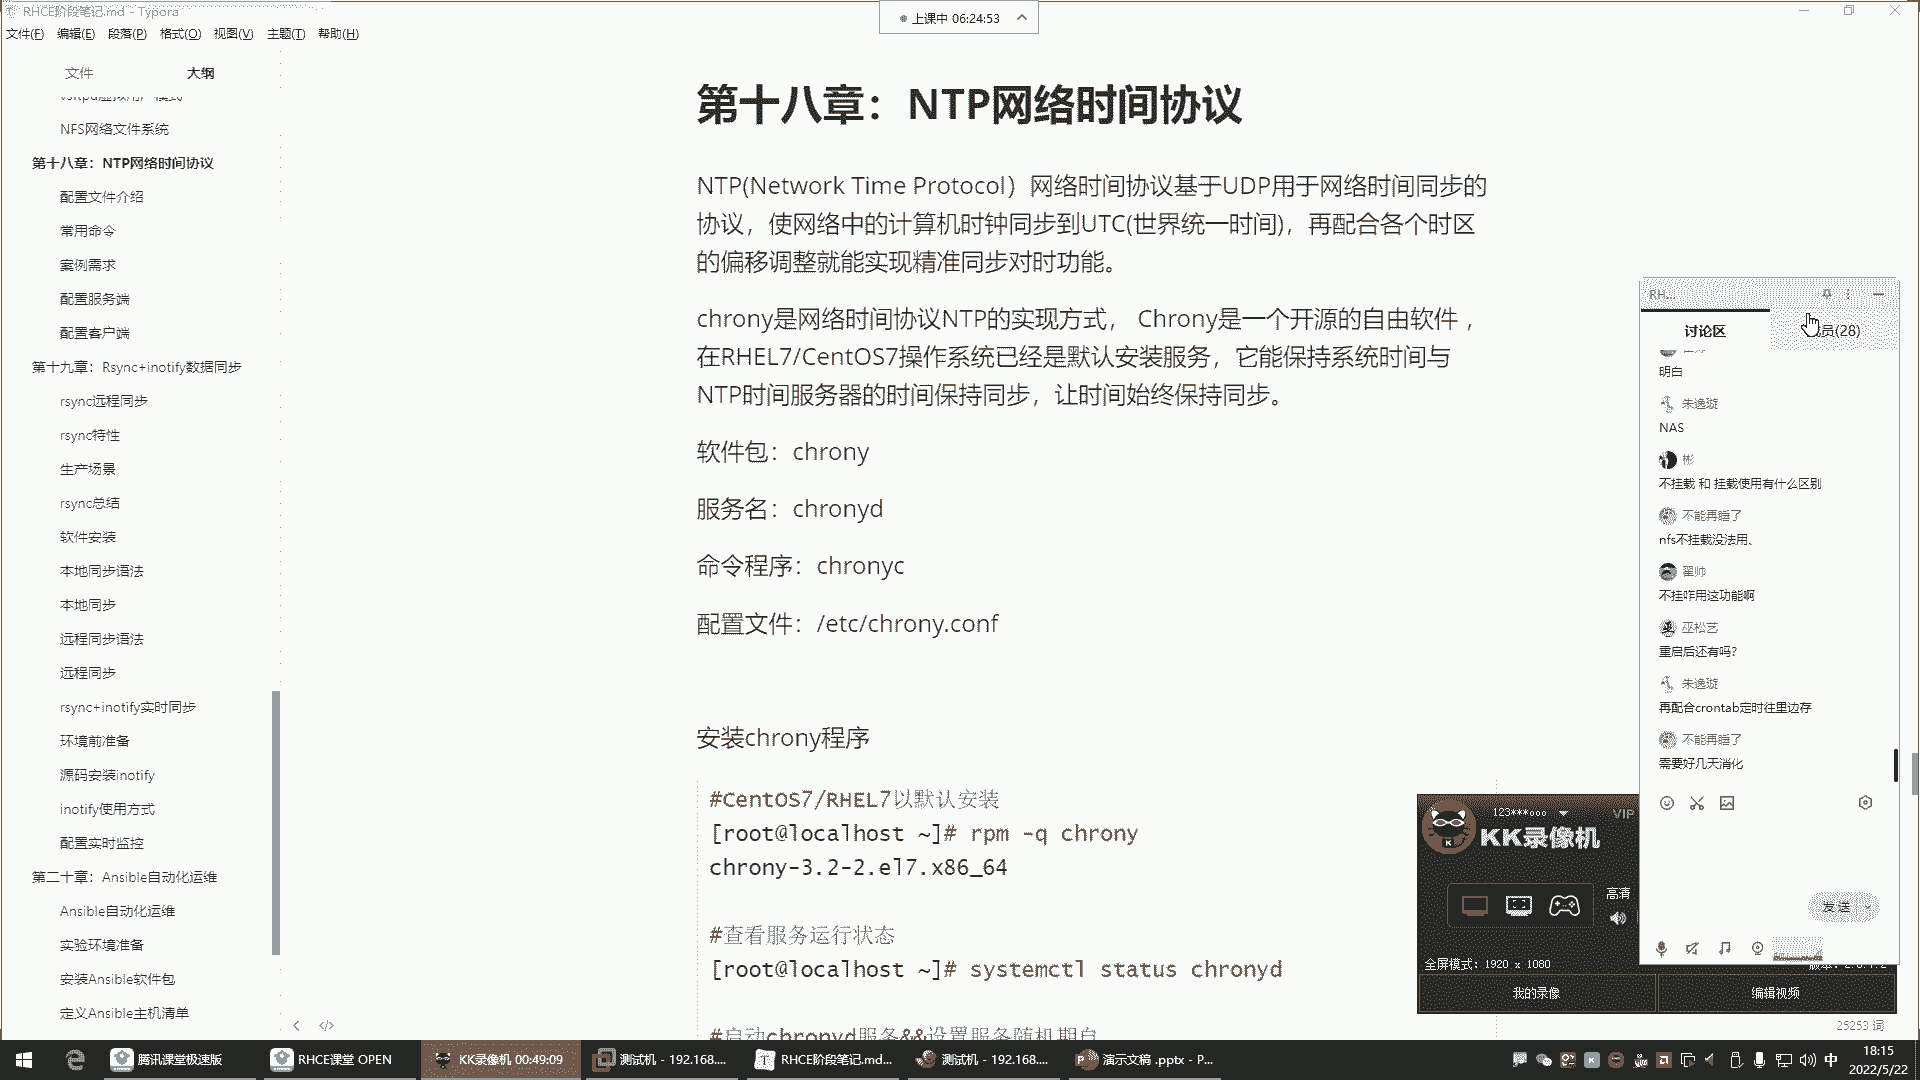 RHCE阶段笔记.md - Typora
上课中 06:24:53
文件(F) 编辑(E) 段落(P) 格式(O) 视图(V) 主题(T) 帮助(H)
文件 大纲
NFS网络文件系统
第十八章：NTP网络时间协议
配置文件介绍
常用命令
案例需求
配置服务端
配置客户端
第十九章：Rsync+inotify数据同步
rsync远程同步
rsync特性
生产场景
rsync总结
软件安装
本地同步语法
本地同步
远程同步语法
远程同步
rsync+inotify实时同步
环境前准备
源码安装inotify
inotify使用方式
配置实时监控
第二十章：Ansible自动化运维
Ansible自动化运维
实验环境准备
安装Ansible软件包
定义Ansible主机清单
第十八章：NTP网络时间协议
NTP(Network Time Protocol）网络时间协议基于UDP用于网络时间同步的
协议，使网络中的计算机时钟同步到UTC(世界统一时间)，再配合各个时区
的偏移调整就能实现精准同步对时功能。
chrony是网络时间协议NTP的实现方式， Chrony是一个开源的自由软件，
在RHEL7/CentOS7操作系统已经是默认安装服务，它能保持系统时间与
NTP时间服务器的时间保持同步，让时间始终保持同步。
软件包：chrony
服务名：chronyd
命令程序：chronyc
配置文件：/etc/chrony.conf
安装chrony程序
#CentOS7/RHEL7以默认安装
[root@localhost ~]# rpm -q chrony
chrony-3.2-2.el7.x86_64
#查看服务运行状态
[root@localhost ~]# systemctl status chronyd
#启动chronyd服务&&设置服务随机期自
RH...
讨论区 员(28)
明白
朱逸璇
NAS
彬
不挂载 和 挂载使用有什么区别
不能再睡了
nfs不挂载没法用、
翟帅
不挂咋用这功能啊
巫松艺
重启后还有吗？
朱逸璇
再配合crontab定时往里边存
不能再睡了
需要好几天消化
发送
123***ooo VIP
KK录像机
高清
全屏模式：1920 x 1080
我的录像 编辑视频
25253 词
腾讯课堂极速版 RHCE课堂 OPEN KK录像机 00:49:09 测试机 - 192.168.... RHCE阶段笔记.md... 测试机 - 192.168.... 演示文稿 .pptx - P...
中
18:15
2022/5/22